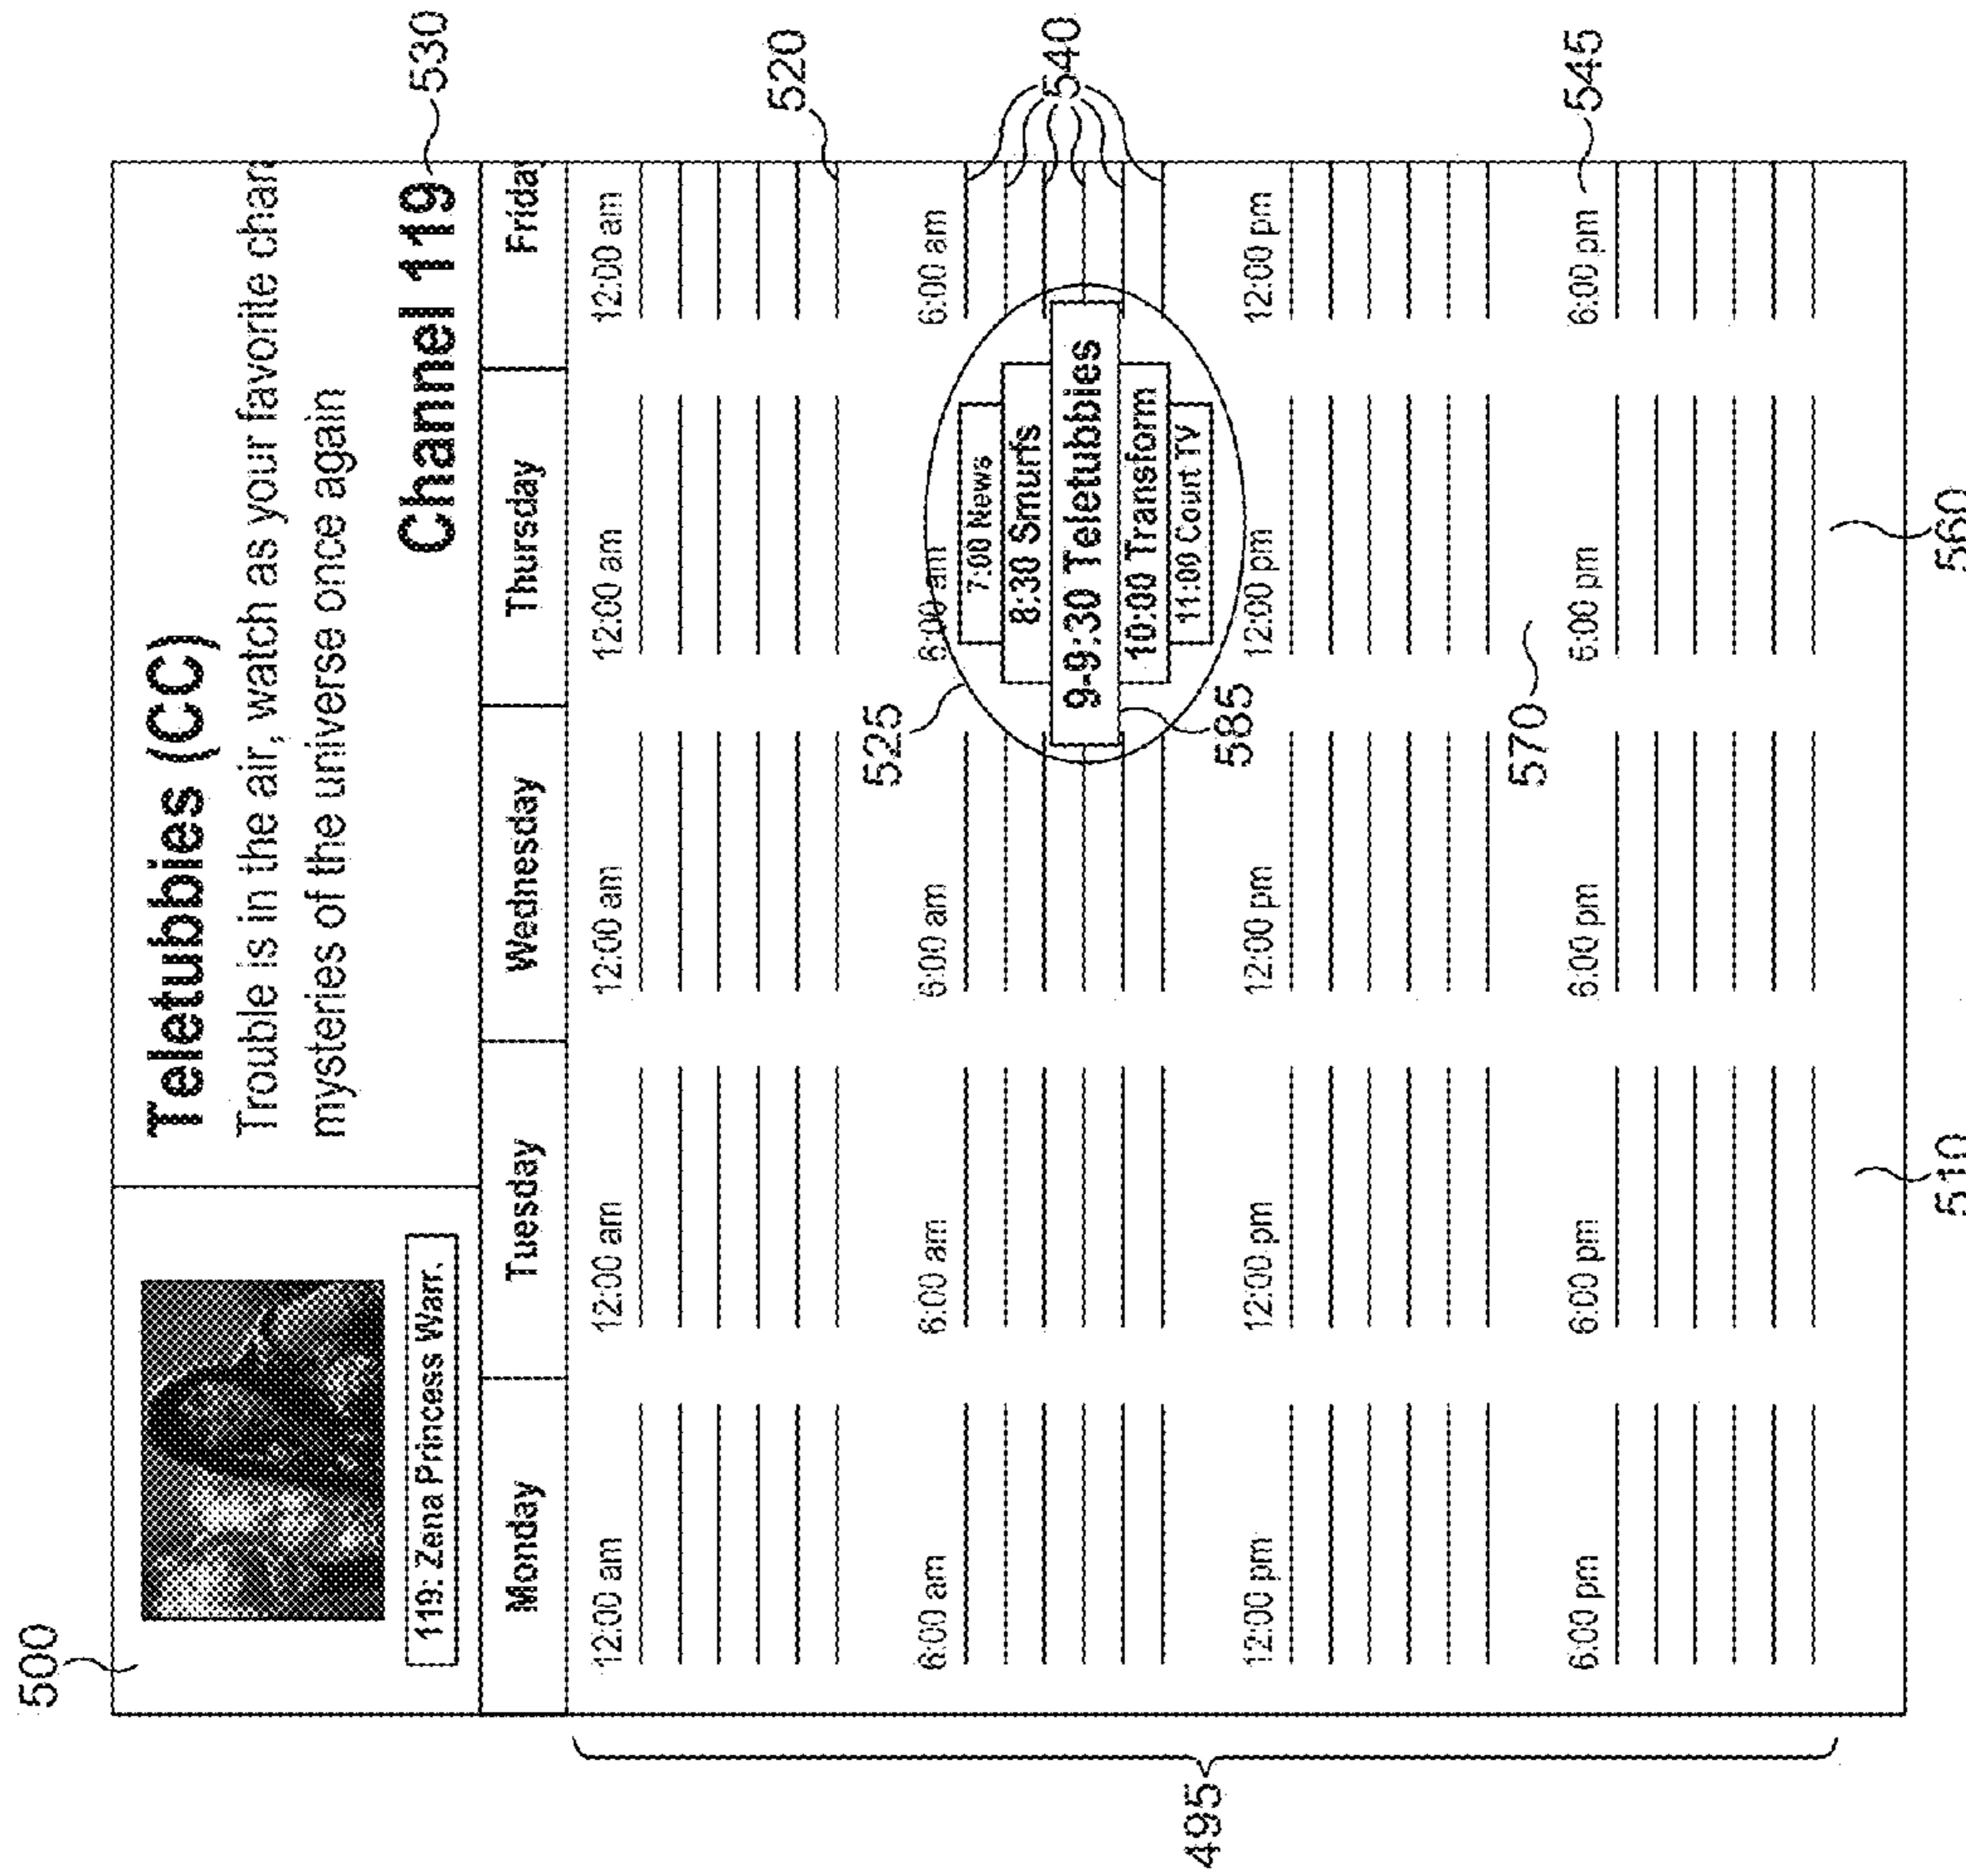 500
Teletubbies (CC)
Trouble is in the air, watch as your favorite chan
mysteries of the universe once again
119: Zena Princess Warr.
Channel 119
530
Monday
Tuesday
Wednesday
Thursday
Friday
12:00 am
12:00 am
12:00 am
12:00 am
12:00 am
520
525
6:00 am
6:00 am
6:00 am
6:00 am
6:00 am
7:00 News
8:30 Smurfs
9-9:30 Teletubbies
10:00 Transform
11:00 Court TV
540
585
495
12:00 pm
12:00 pm
12:00 pm
12:00 pm
12:00 pm
570
6:00 pm
6:00 pm
6:00 pm
6:00 pm
6:00 pm
545
510
560